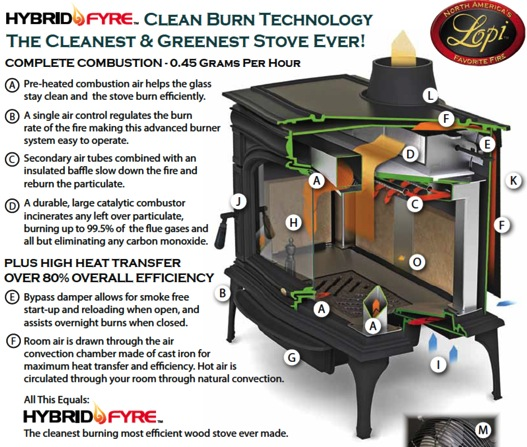 HYBRID FYRE™ CLEAN BURN TECHNOLOGY
THE CLEANEST & GREENEST STOVE EVER!
COMPLETE COMBUSTION - 0.45 GRAMS PER HOUR
A Pre-heated combustion air helps the glass
stay clean and the stove burn efficiently.
B A single air control regulates the burn
rate of the fire making this advanced burner
system easy to operate.
C Secondary air tubes combined with an
insulated baffle slow down the fire and
reburn the particulate.
D A durable, large catalytic combustor
incinerates any left over particulate,
burning up to 99.5% of the flue gases and
all but eliminating any carbon monoxide.
PLUS HIGH HEAT TRANSFER
OVER 80% OVERALL EFFICIENCY
E Bypass damper allows for smoke free
start-up and reloading when open, and
assists overnight burns when closed.
F Room air is drawn through the air
convection chamber made of cast iron for
maximum heat transfer and efficiency. Hot air is
circulated through your room through natural convection.
All This Equals:
HYBRID FYRE™
The cleanest burning most efficient wood stove ever made.
NORTH AMERICA'S
Lopi
FAVORITE FIRE
L
F
E
D
A
C
K
J
H
F
O
B
A
A
G
I
M